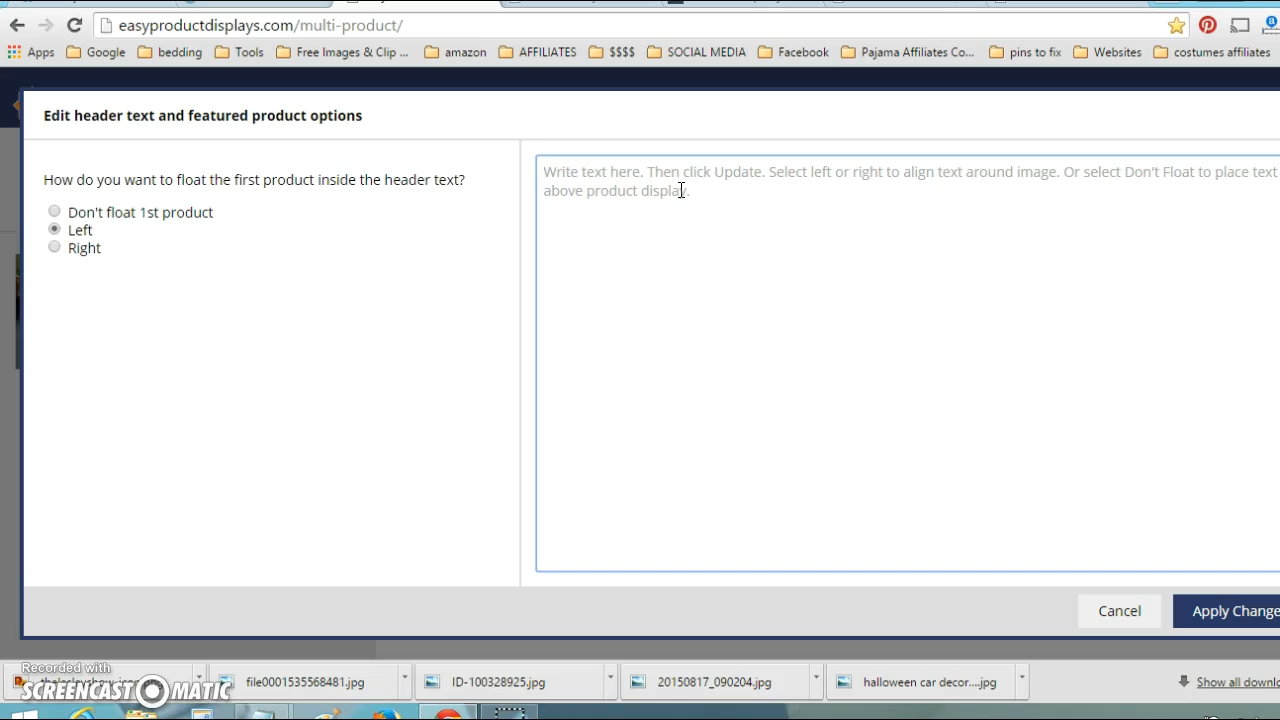 easyproductdisplays.com/multi-product/
Apps Google bedding Tools Free Images & Clip ... amazon AFFILIATES $$$$ SOCIAL MEDIA Facebook Pajama Affiliates Co... pins to fix Websites costumes affiliates
Edit header text and featured product options
How do you want to float the first product inside the header text?
Don't float 1st product
Left
Right
Write text here. Then click Update. Select left or right to align text around image. Or select Don't Float to place text
above product display.
Cancel
Apply Change
Recorded with
SCREENCAST MATIC
file0001535568481.jpg
ID-100328925.jpg
20150817_090204.jpg
halloween car decor....jpg
Show all downlo